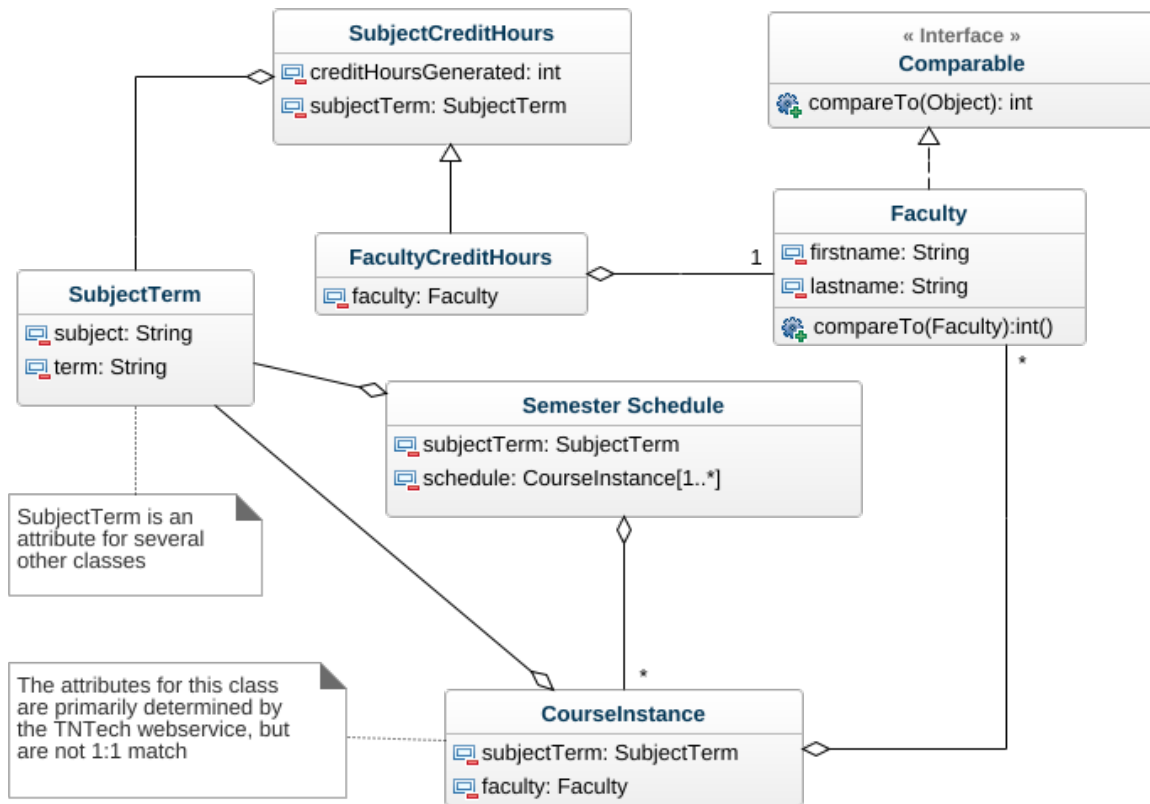 SubjectCreditHours
creditHoursGenerated: int
subjectTerm: SubjectTerm
« Interface »
Comparable
compareTo(Object): int
FacultyCreditHours
faculty: Faculty
1
Faculty
firstname: String
lastname: String
compareTo(Faculty):int()
*
SubjectTerm
subject: String
term: String
Semester Schedule
subjectTerm: SubjectTerm
schedule: CourseInstance[1..*]
SubjectTerm is an
attribute for several
other classes
*
The attributes for this class
are primarily determined by
the TNTech webservice, but
are not 1:1 match
CourseInstance
subjectTerm: SubjectTerm
faculty: Faculty